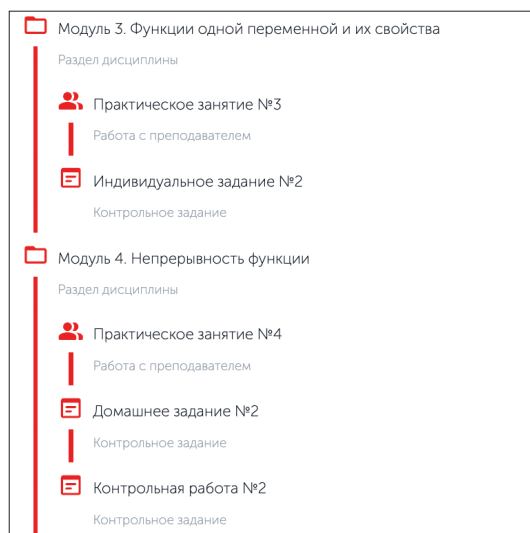 Модуль 3. Функции одной переменной и их свойства
Раздел дисциплины
Практическое занятие №3
Работа с преподавателем
Индивидуальное задание №2
Контрольное задание
Модуль 4. Непрерывность функции
Раздел дисциплины
Практическое занятие №4
Работа с преподавателем
Домашнее задание №2
Контрольное задание
Контрольная работа №2
Контрольное задание